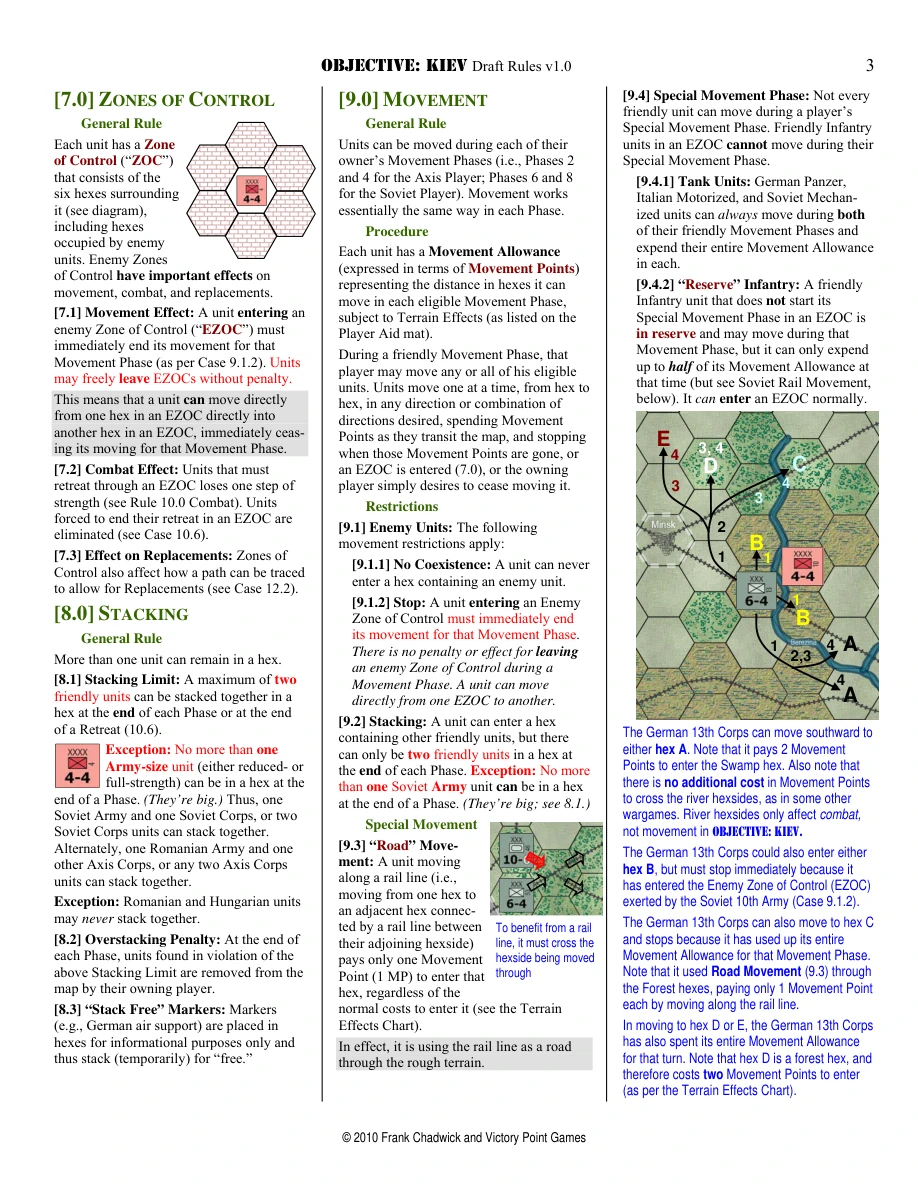 OBJECTIVE: KIEV Draft Rules v1.0
3
[7.0] ZONES OF CONTROL
General Rule
Each unit has a Zone
of Control (“ZOC”)
that consists of the
six hexes surrounding
it (see diagram),
including hexes
occupied by enemy
units. Enemy Zones
of Control have important effects on
movement, combat, and replacements.
XXXX
4-4
[7.1] Movement Effect: A unit entering an
enemy Zone of Control (“EZOC”) must
immediately end its movement for that
Movement Phase (as per Case 9.1.2). Units
may freely leave EZOCs without penalty.
This means that a unit can move directly
from one hex in an EZOC directly into
another hex in an EZOC, immediately ceas-
ing its moving for that Movement Phase.
[7.2] Combat Effect: Units that must
retreat through an EZOC loses one step of
strength (see Rule 10.0 Combat). Units
forced to end their retreat in an EZOC are
eliminated (see Case 10.6).
[7.3] Effect on Replacements: Zones of
Control also affect how a path can be traced
to allow for Replacements (see Case 12.2).
[8.0] STACKING
General Rule
More than one unit can remain in a hex.
[8.1] Stacking Limit: A maximum of two
friendly units can be stacked together in a
hex at the end of each Phase or at the end
of a Retreat (10.6).
XXXX
4-4
Exception: No more than one
Army-size unit (either reduced- or
full-strength) can be in a hex at the
end of a Phase. (They’re big.) Thus, one
Soviet Army and one Soviet Corps, or two
Soviet Corps units can stack together.
Alternately, one Romanian Army and one
other Axis Corps, or any two Axis Corps
units can stack together.
Exception: Romanian and Hungarian units
may never stack together.
[8.2] Overstacking Penalty: At the end of
each Phase, units found in violation of the
above Stacking Limit are removed from the
map by their owning player.
[8.3] “Stack Free” Markers: Markers
(e.g., German air support) are placed in
hexes for informational purposes only and
thus stack (temporarily) for “free.”
[9.0] MOVEMENT
General Rule
Units can be moved during each of their
owner’s Movement Phases (i.e., Phases 2
and 4 for the Axis Player; Phases 6 and 8
for the Soviet Player). Movement works
essentially the same way in each Phase.
Procedure
Each unit has a Movement Allowance
(expressed in terms of Movement Points)
representing the distance in hexes it can
move in each eligible Movement Phase,
subject to Terrain Effects (as listed on the
Player Aid mat).
During a friendly Movement Phase, that
player may move any or all of his eligible
units. Units move one at a time, from hex to
hex, in any direction or combination of
directions desired, spending Movement
Points as they transit the map, and stopping
when those Movement Points are gone, or
an EZOC is entered (7.0), or the owning
player simply desires to cease moving it.
Restrictions
[9.1] Enemy Units: The following
movement restrictions apply:
[9.1.1] No Coexistence: A unit can never
enter a hex containing an enemy unit.
[9.1.2] Stop: A unit entering an Enemy
Zone of Control must immediately end
its movement for that Movement Phase.
There is no penalty or effect for leaving
an enemy Zone of Control during a
Movement Phase. A unit can move
directly from one EZOC to another.
[9.2] Stacking: A unit can enter a hex
containing other friendly units, but there
can only be two friendly units in a hex at
the end of each Phase. Exception: No more
than one Soviet Army unit can be in a hex
at the end of a Phase. (They’re big; see 8.1.)
Special Movement
[9.3] “Road” Move-
ment: A unit moving
along a rail line (i.e.,
moving from one hex to
an adjacent hex connec-
ted by a rail line between
their adjoining hexside)
pays only one Movement
Point (1 MP) to enter that
hex, regardless of the
normal costs to enter it (see the Terrain
Effects Chart).
XXX
10-
XXX
6-4
To benefit from a rail
line, it must cross the
hexside being moved
through
In effect, it is using the rail line as a road
through the rough terrain.
[9.4] Special Movement Phase: Not every
friendly unit can move during a player’s
Special Movement Phase. Friendly Infantry
units in an EZOC cannot move during their
Special Movement Phase.
[9.4.1] Tank Units: German Panzer,
Italian Motorized, and Soviet Mechan-
ized units can always move during both
of their friendly Movement Phases and
expend their entire Movement Allowance
in each.
[9.4.2] “Reserve” Infantry: A friendly
Infantry unit that does not start its
Special Movement Phase in an EZOC is
in reserve and may move during that
Movement Phase, but it can only expend
up to half of its Movement Allowance at
that time (but see Soviet Rail Movement,
below). It can enter an EZOC normally.
E
4
3, 4
D
C
4
3
3
Minsk
2
B
1
1
XXXX
4-4
XXX
6-4
1
B
Berezina
1
2,3
4
A
4
A
The German 13th Corps can move southward to
either hex A. Note that it pays 2 Movement
Points to enter the Swamp hex. Also note that
there is no additional cost in Movement Points
to cross the river hexsides, as in some other
wargames. River hexsides only affect combat,
not movement in OBJECTIVE: KIEV.
The German 13th Corps could also enter either
hex B, but must stop immediately because it
has entered the Enemy Zone of Control (EZOC)
exerted by the Soviet 10th Army (Case 9.1.2).
The German 13th Corps can also move to hex C
and stops because it has used up its entire
Movement Allowance for that Movement Phase.
Note that it used Road Movement (9.3) through
the Forest hexes, paying only 1 Movement Point
each by moving along the rail line.
In moving to hex D or E, the German 13th Corps
has also spent its entire Movement Allowance
for that turn. Note that hex D is a forest hex, and
therefore costs two Movement Points to enter
(as per the Terrain Effects Chart).
© 2010 Frank Chadwick and Victory Point Games